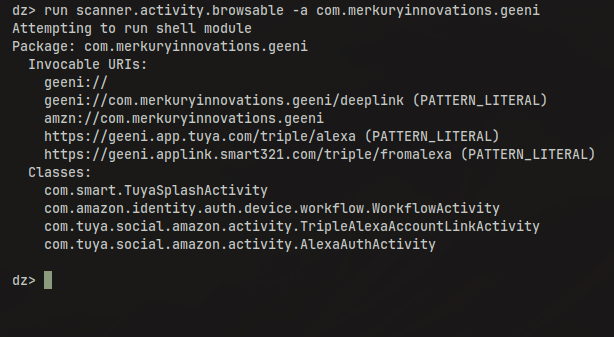 dz> run scanner.activity.browsable -a com.merkuryinnovations.geeni
Attempting to run shell module
Package: com.merkuryinnovations.geeni
  Invocable URIs:
    geeni://
    geeni://com.merkuryinnovations.geeni/deeplink (PATTERN_LITERAL)
    amzn://com.merkuryinnovations.geeni
    https://geeni.app.tuya.com/triple/alexa (PATTERN_LITERAL)
    https://geeni.applink.smart321.com/triple/fromalexa (PATTERN_LITERAL)
  Classes:
    com.smart.TuyaSplashActivity
    com.amazon.identity.auth.device.workflow.WorkflowActivity
    com.tuya.social.amazon.activity.TripleAlexaAccountLinkActivity
    com.tuya.social.amazon.activity.AlexaAuthActivity
dz>